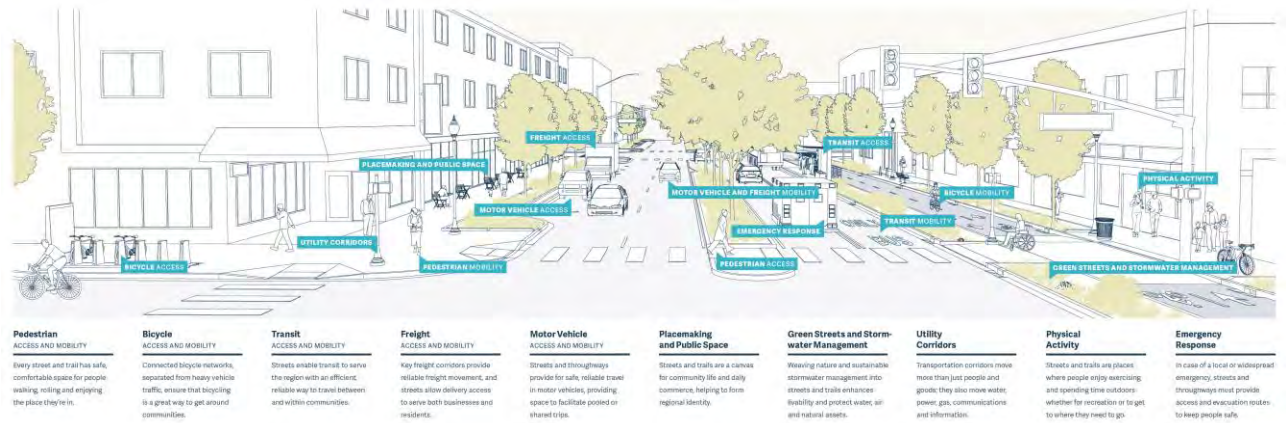 FREIGHT ACCESS
TRANSIT ACCESS
PLACEMAKING AND PUBLIC SPACE
PHYSICAL ACTIVITY
MOTOR VEHICLE AND FREIGHT MOBILITY
BICYCLE MOBILITY
MOTOR VEHICLE ACCESS
TRANSIT MOBILITY
EMERGENCY RESPONSE
UTILITY CORRIDORS
BICYCLE ACCESS
PEDESTRIAN MOBILITY
PEDESTRIAN ACCESS
GREEN STREETS AND STORMWATER MANAGEMENT
Pedestrian
ACCESS AND MOBILITY
Every street and trail has safe,
comfortable space for people
walking, rolling and enjoying
the place they're in.
Bicycle
ACCESS AND MOBILITY
Connected bicycle networks,
separated from heavy vehicle
traffic, ensure that bicycling
is a great way to get around
communities.
Transit
ACCESS AND MOBILITY
Streets enable transit to serve
the region with an efficient,
reliable way to travel between
and within communities.
Freight
ACCESS AND MOBILITY
Key freight corridors provide
reliable freight movement, and
streets allow delivery access
to serve both businesses and
residents.
Motor Vehicle
ACCESS AND MOBILITY
Streets and throughways
provide for safe, reliable travel
in motor vehicles, providing
space to facilitate pooled or
shared trips.
Placemaking
and Public Space
Streets and trails are a canvas
for community life and daily
commerce, helping to form
regional identity.
Green Streets and Storm-
water Management
Weaving nature and sustainable
stormwater management into
streets and trails enhances
livability and protect water, air
and natural assets.
Utility
Corridors
Transportation corridors move
more than just people and
goods; they also move water,
power, gas, communications
and information.
Physical
Activity
Streets and trails are places
where people enjoy exercising
and spending time outdoors
whether for recreation or to get
to where they need to go.
Emergency
Response
In case of a local or widespread
emergency, streets and
throughways must provide
access and evacuation routes
to keep people safe.